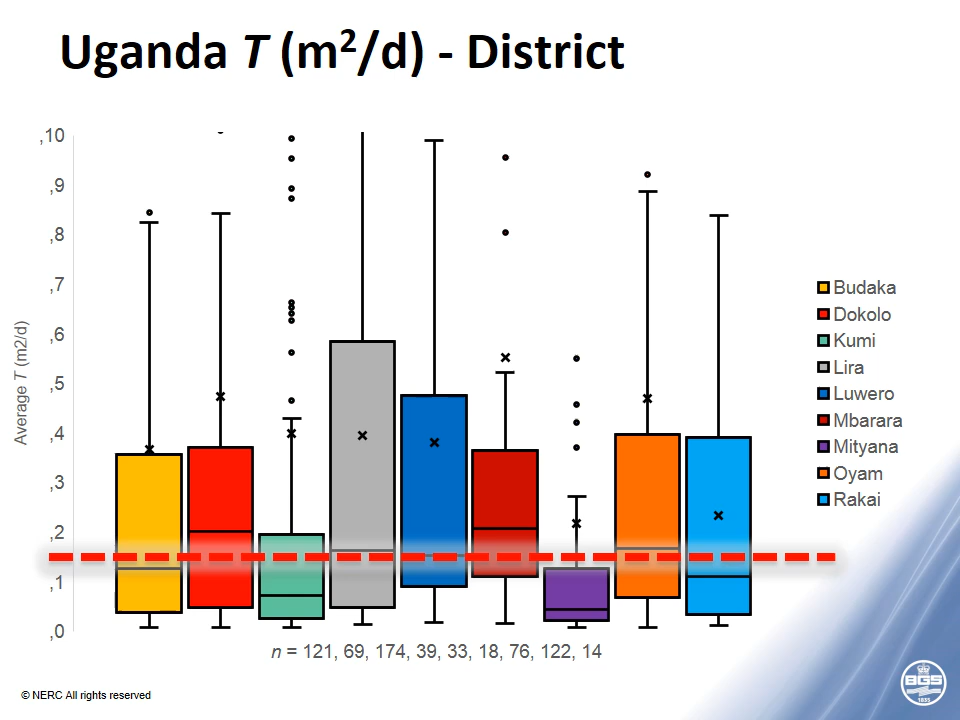 Uganda T (m²/d) - District
,10
,9
,8
,7
,6
,5
,4
,3
,2
,1
,0
Average T (m2/d)
Budaka
Dokolo
Kumi
Lira
Luwero
Mbarara
Mityana
Oyam
Rakai
n = 121, 69, 174, 39, 33, 18, 76, 122, 14
© NERC All rights reserved
BGS
1835